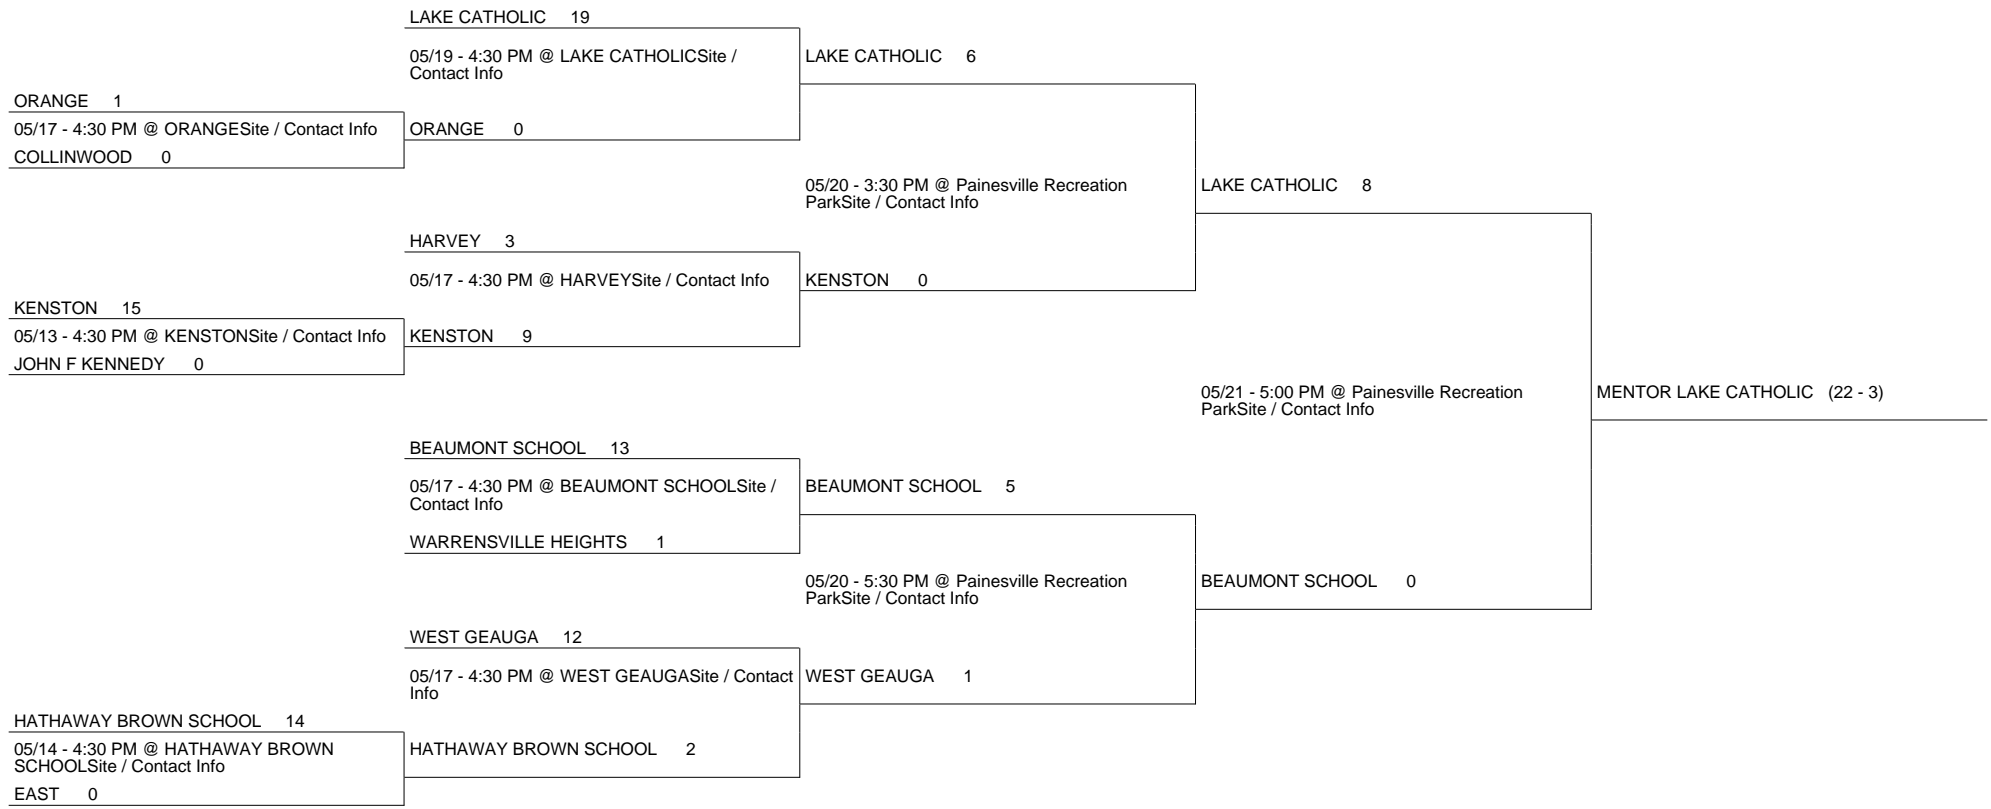 LAKE CATHOLIC 19
05/19 - 4:30 PM @ LAKE CATHOLICSite /
Contact Info
LAKE CATHOLIC 6
ORANGE 1
05/17 - 4:30 PM @ ORANGESite / Contact Info
ORANGE 0
COLLINWOOD 0
05/20 - 3:30 PM @ Painesville Recreation
ParkSite / Contact Info
LAKE CATHOLIC 8
HARVEY 3
05/17 - 4:30 PM @ HARVEYSite / Contact Info
KENSTON 0
KENSTON 15
05/13 - 4:30 PM @ KENSTONSite / Contact Info
KENSTON 9
JOHN F KENNEDY 0
05/21 - 5:00 PM @ Painesville Recreation
ParkSite / Contact Info
MENTOR LAKE CATHOLIC (22 - 3)
BEAUMONT SCHOOL 13
05/17 - 4:30 PM @ BEAUMONT SCHOOLSite /
Contact Info
BEAUMONT SCHOOL 5
WARRENSVILLE HEIGHTS 1
05/20 - 5:30 PM @ Painesville Recreation
ParkSite / Contact Info
BEAUMONT SCHOOL 0
WEST GEAUGA 12
05/17 - 4:30 PM @ WEST GEAUGASite / Contact
Info
WEST GEAUGA 1
HATHAWAY BROWN SCHOOL 14
05/14 - 4:30 PM @ HATHAWAY BROWN
SCHOOLSite / Contact Info
HATHAWAY BROWN SCHOOL 2
EAST 0